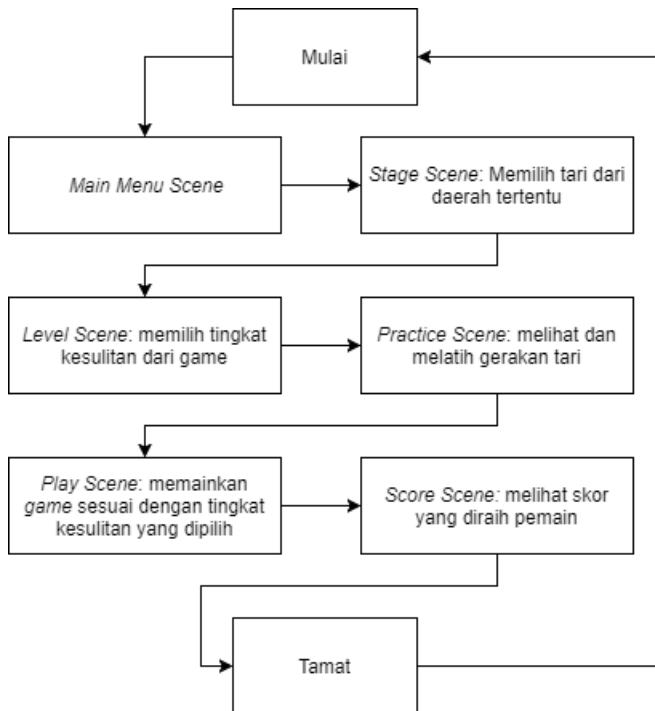 Mulai
Main Menu Scene
Stage Scene: Memilih tari dari
daerah tertentu
Level Scene: memilih tingkat
kesulitan dari game
Practice Scene: melihat dan
melatih gerakan tari
Play Scene: memainkan
game sesuai dengan tingkat
kesulitan yang dipilih
Score Scene: melihat skor
yang diraih pemain
Tamat